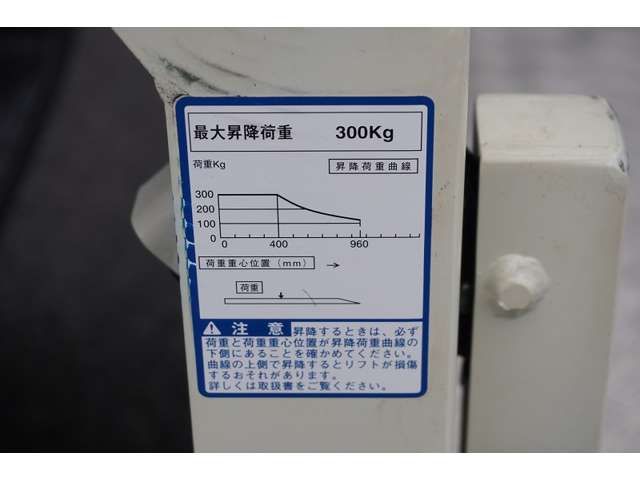 最大昇降荷重 300Kg
荷重Kg
昇降荷重曲線
300
200
100
0
0 400 960
荷重重心位置(mm) →
荷重
注意 昇降するときは、必ず
荷重と荷重重心位置が昇降荷重曲線の
下側にあることを確かめてください。
曲線の上側で昇降するとリフトが損傷
するおそれがあります。
詳しくは取扱書をご覧ください。